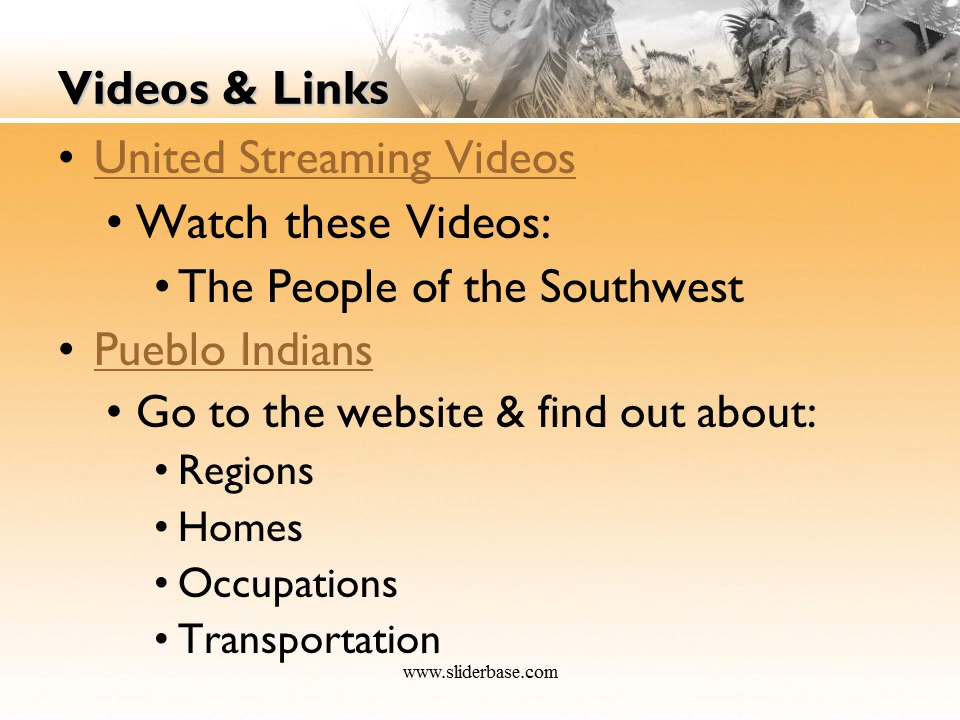 Videos & Links
• United Streaming Videos
• Watch these Videos:
• The People of the Southwest
• Pueblo Indians
• Go to the website & find out about:
• Regions
• Homes
• Occupations
• Transportation
www.sliderbase.com